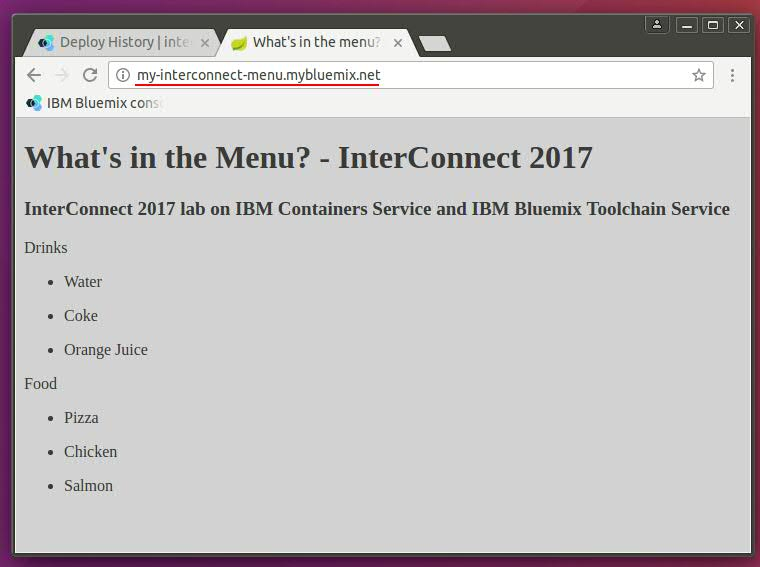 Deploy History | inte
What's in the menu?
my-interconnect-menu.mybluemix.net
IBM Bluemix cons
What's in the Menu? - InterConnect 2017
InterConnect 2017 lab on IBM Containers Service and IBM Bluemix Toolchain Service
Drinks
Water
Coke
Orange Juice
Food
Pizza
Chicken
Salmon